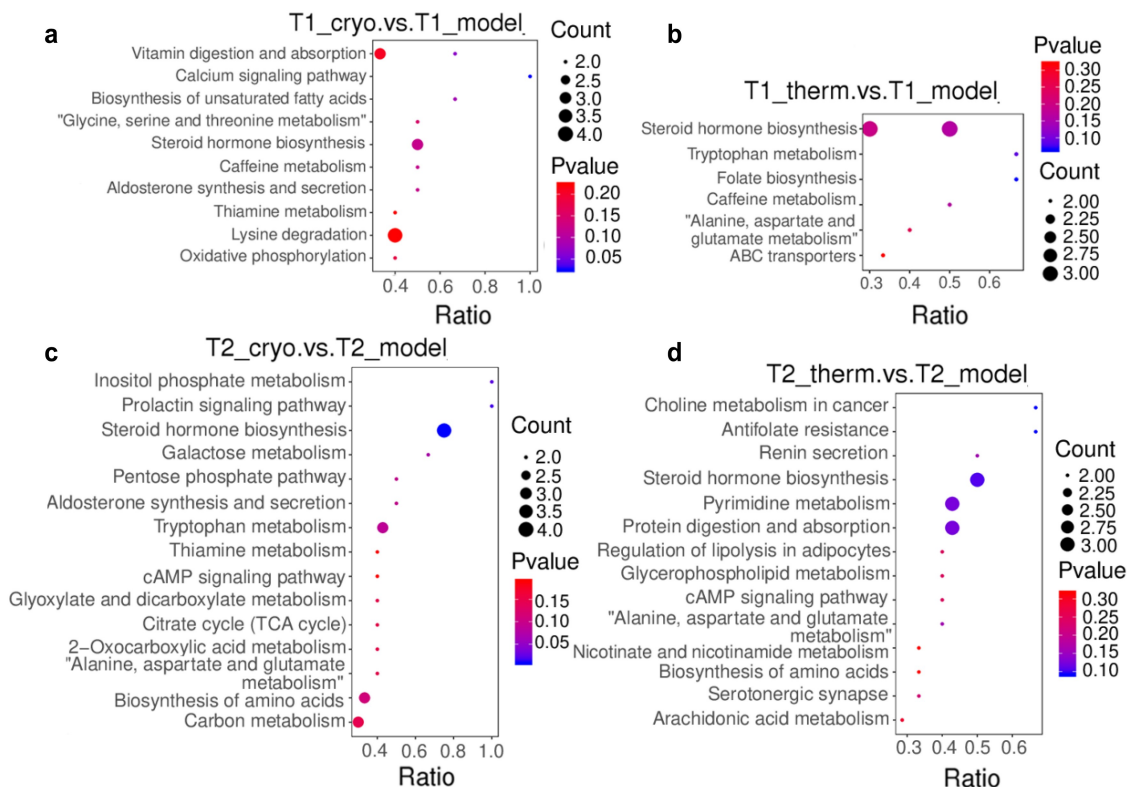 a
T1_cryo.vs.T1_model
Vitamin digestion and absorption
Calcium signaling pathway
Biosynthesis of unsaturated fatty acids
"Glycine, serine and threonine metabolism"
Steroid hormone biosynthesis
Caffeine metabolism
Aldosterone synthesis and secretion
Thiamine metabolism
Lysine degradation
Oxidative phosphorylation
0.4 0.6 0.8 1.0
Ratio
Count
2.0
2.5
3.0
3.5
4.0
Pvalue
0.20
0.15
0.10
0.05
b
T1_therm.vs.T1_model
Steroid hormone biosynthesis
Tryptophan metabolism
Folate biosynthesis
Caffeine metabolism
"Alanine, aspartate and
glutamate metabolism"
ABC transporters
0.3 0.4 0.5 0.6
Ratio
Pvalue
0.30
0.25
0.20
0.15
0.10
Count
2.00
2.25
2.50
2.75
3.00
c
T2_cryo.vs.T2_model
Inositol phosphate metabolism
Prolactin signaling pathway
Steroid hormone biosynthesis
Galactose metabolism
Pentose phosphate pathway
Aldosterone synthesis and secretion
Tryptophan metabolism
Thiamine metabolism
cAMP signaling pathway
Glyoxylate and dicarboxylate metabolism
Citrate cycle (TCA cycle)
2−Oxocarboxylic acid metabolism
"Alanine, aspartate and glutamate
metabolism"
Biosynthesis of amino acids
Carbon metabolism
0.4 0.6 0.8 1.0
Ratio
Count
2.0
2.5
3.0
3.5
4.0
Pvalue
0.15
0.10
0.05
d
T2_therm.vs.T2_model
Choline metabolism in cancer
Antifolate resistance
Renin secretion
Steroid hormone biosynthesis
Pyrimidine metabolism
Protein digestion and absorption
Regulation of lipolysis in adipocytes
Glycerophospholipid metabolism
cAMP signaling pathway
"Alanine, aspartate and glutamate
metabolism"
Nicotinate and nicotinamide metabolism
Biosynthesis of amino acids
Serotonergic synapse
Arachidonic acid metabolism
0.3 0.4 0.5 0.6
Ratio
Count
2.00
2.25
2.50
2.75
3.00
Pvalue
0.30
0.25
0.20
0.15
0.10